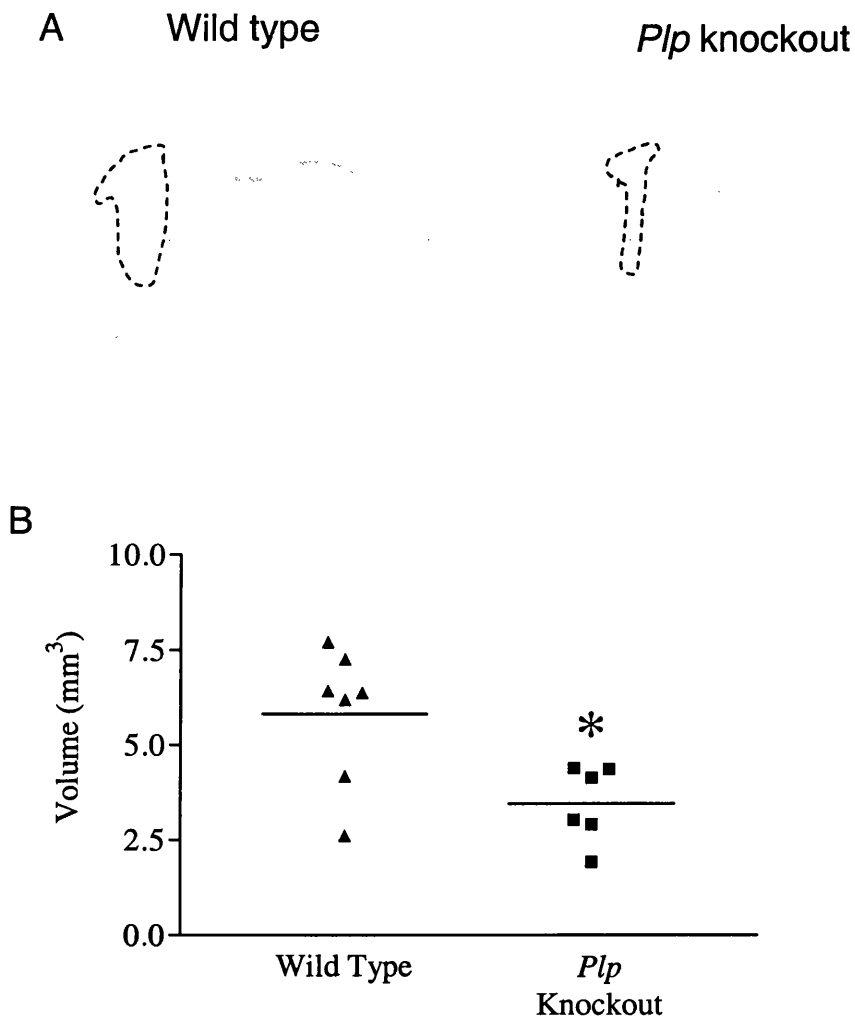 A
Wild type
Plp knockout
B
10.0
7.5
5.0
2.5
0.0
Volume (mm³)
*
Wild Type
Plp
Knockout